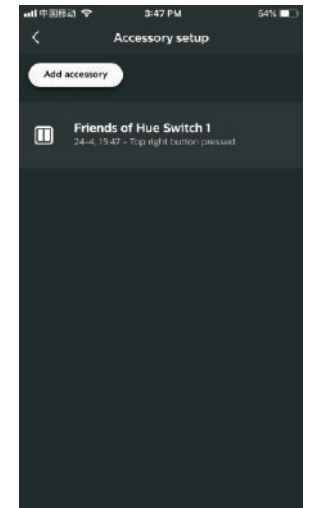 中国移动 3:47 PM 54%
Accessory setup
Add accessory
Friends of Hue Switch 1
24-4, 15:47 - Top right button pressed